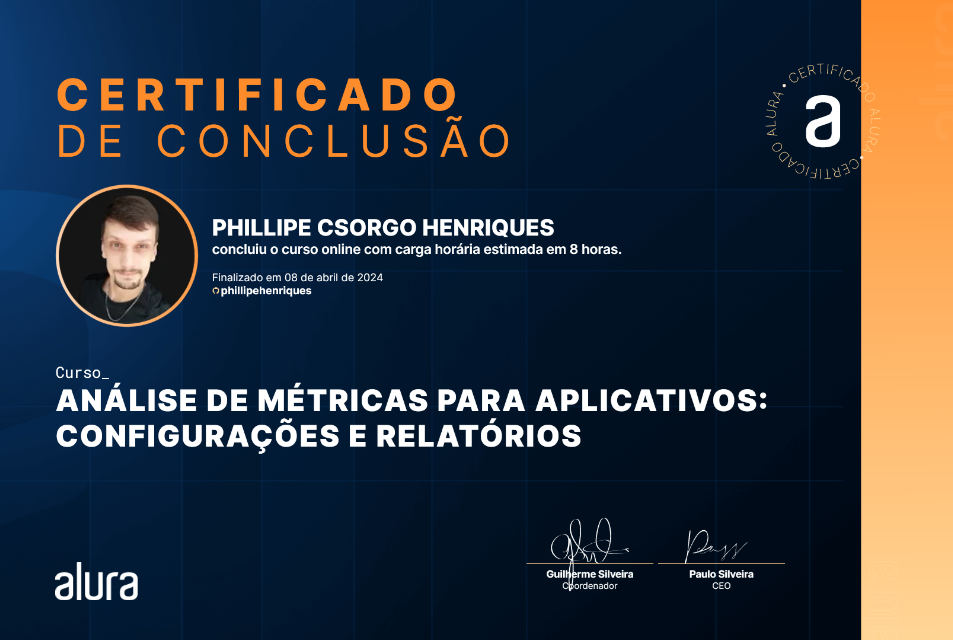 CERTIFICADO
DE CONCLUSÃO
CERTIFICADO ALURA • CERTIFICADO ALURA •
a
PHILLIPE CSORGO HENRIQUES
concluiu o curso online com carga horária estimada em 8 horas.
Finalizado em 08 de abril de 2024
phillipehenriques
Curso_
ANÁLISE DE MÉTRICAS PARA APLICATIVOS:
CONFIGURAÇÕES E RELATÓRIOS
alura
Guilherme Silveira
Coordenador
Paulo Silveira
CEO